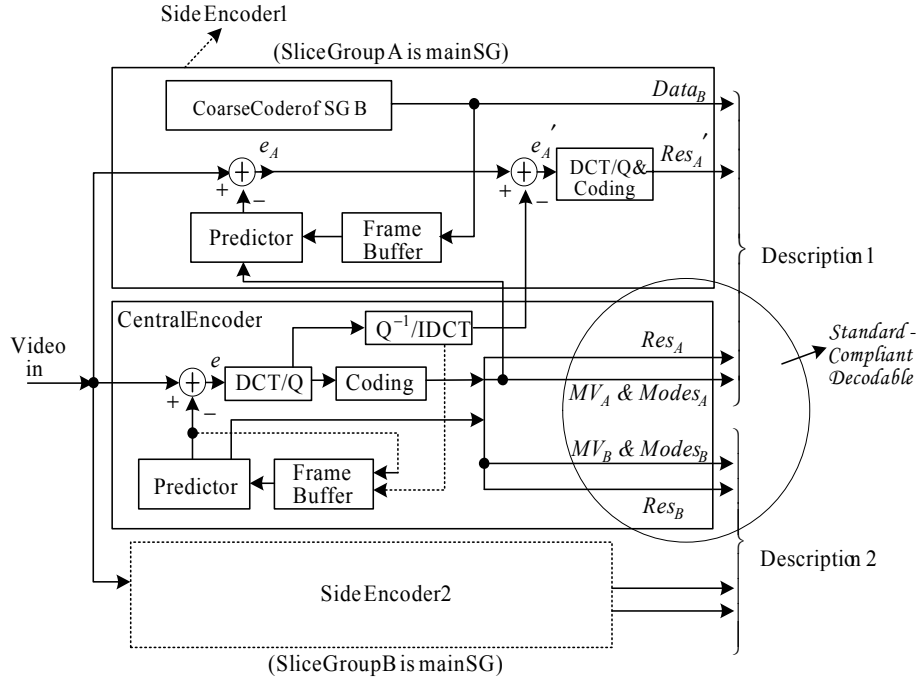 Side Encoder1
(Slice Group A is main SG)
Coarse Coder of SG B
Data_B
e_A
e_A′
Res_A′
+
−
+
−
DCT/Q&
Coding
Predictor
Frame
Buffer
Description 1
Central Encoder
Q⁻¹/IDCT
Video
in
e
DCT/Q
Coding
Res_A
MV_A & Modes_A
Standard -
Compliant
Decodable
+
−
MV_B & Modes_B
Predictor
Frame
Buffer
Res_B
Side Encoder2
Description 2
(Slice Group B is main SG)